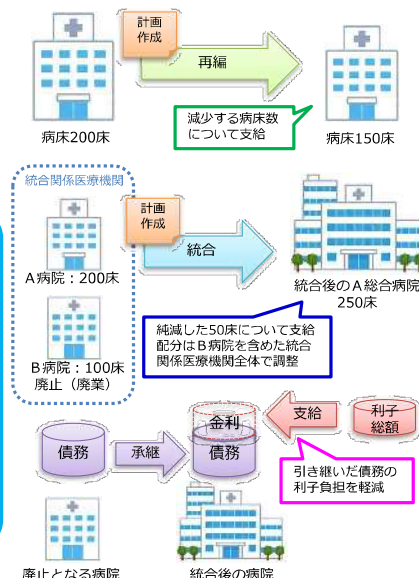 計画
作成
再編
病床200床
減少する病床数
について支給
病床150床
統合関係医療機関
計画
作成
統合
A病院：200床
統合後のA総合病院
250床
B病院：100床
廃止（廃業）
純減した50床について支給
配分はB病院を含めた統合
関係医療機関全体で調整
債務
承継
金利
債務
支給
利子
総額
引き継いだ債務の
利子負担を軽減
廃止となる病院
統合後の病院